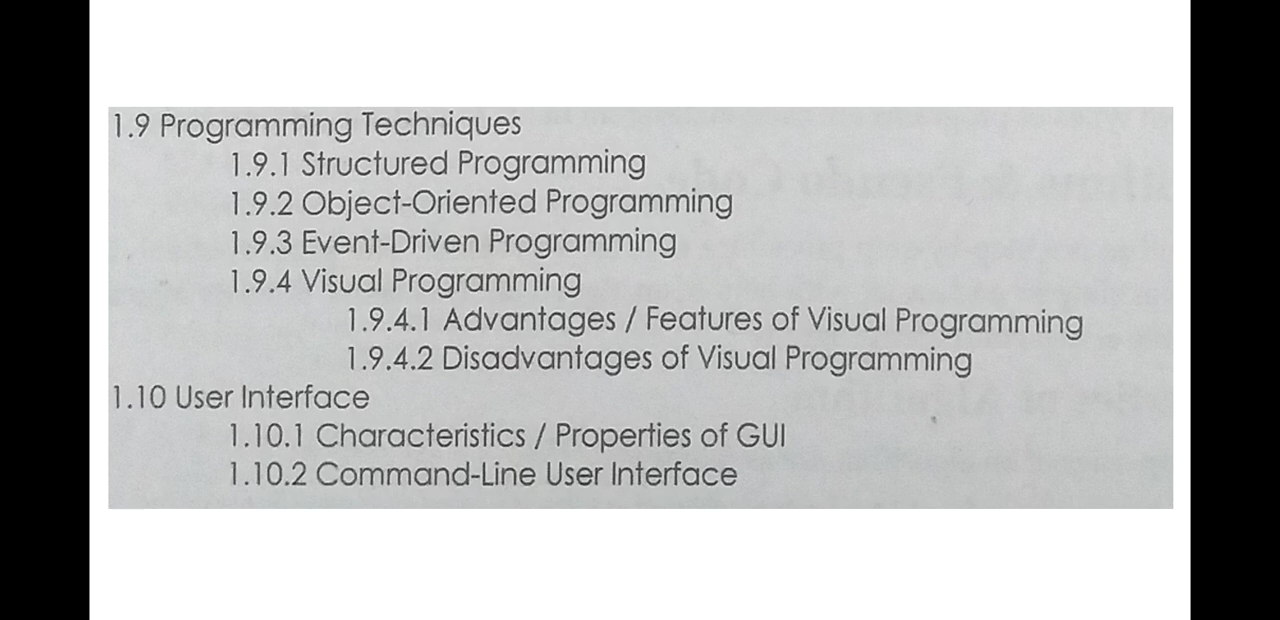 1.9 Programming Techniques
1.9.1 Structured Programming
1.9.2 Object-Oriented Programming
1.9.3 Event-Driven Programming
1.9.4 Visual Programming
1.9.4.1 Advantages / Features of Visual Programming
1.9.4.2 Disadvantages of Visual Programming
1.10 User Interface
1.10.1 Characteristics / Properties of GUI
1.10.2 Command-Line User Interface